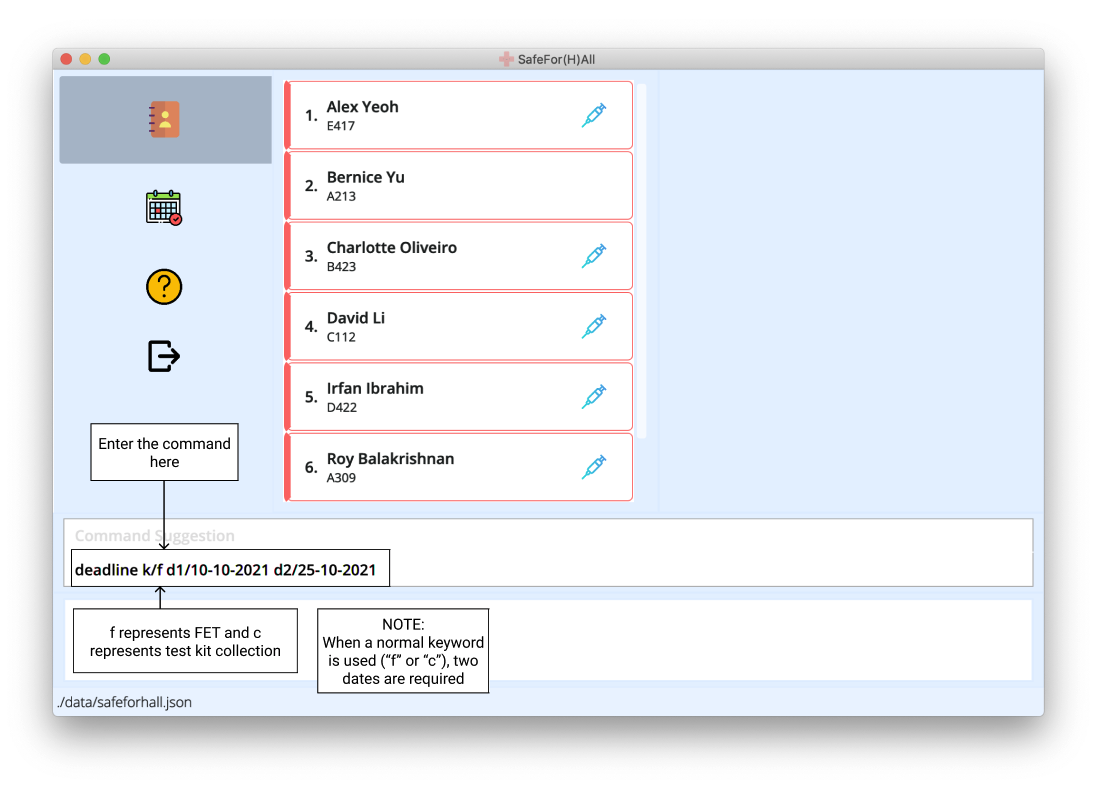 SafeFor(H)All
1. Alex Yeoh
E417
2. Bernice Yu
A213
3. Charlotte Oliveiro
B423
4. David Li
C112
5. Irfan Ibrahim
D422
6. Roy Balakrishnan
A309
Enter the command
here
Command Suggestion
deadline k/f d1/10-10-2021 d2/25-10-2021
f represents FET and c
represents test kit collection
NOTE:
When a normal keyword
is used (“f” or “c”), two
dates are required
./data/safeforhall.json